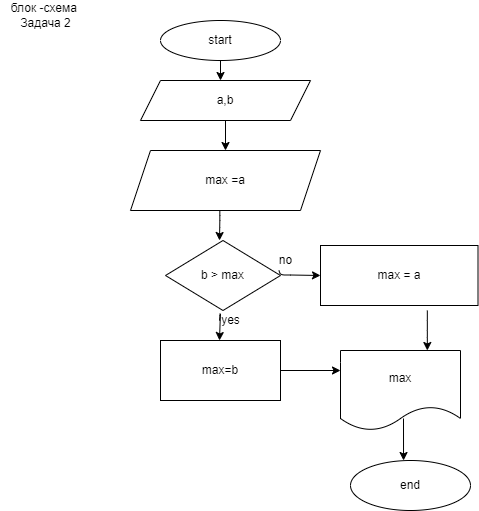 блок -схема
Задача 2
start
a,b
max =a
b > max
no
max = a
yes
max=b
max
end